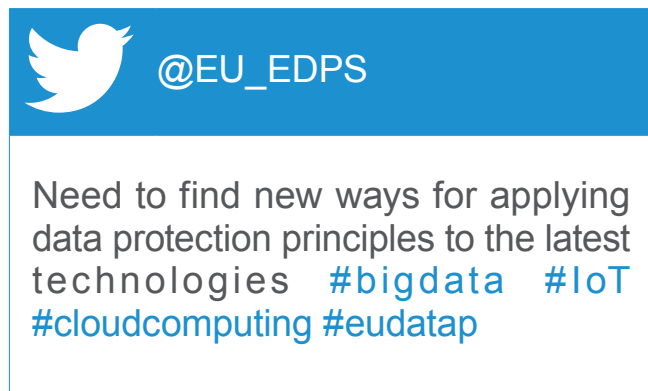 @EU_EDPS
Need to find new ways for applying
data protection principles to the latest
technologies #bigdata #IoT
#cloudcomputing #eudatap